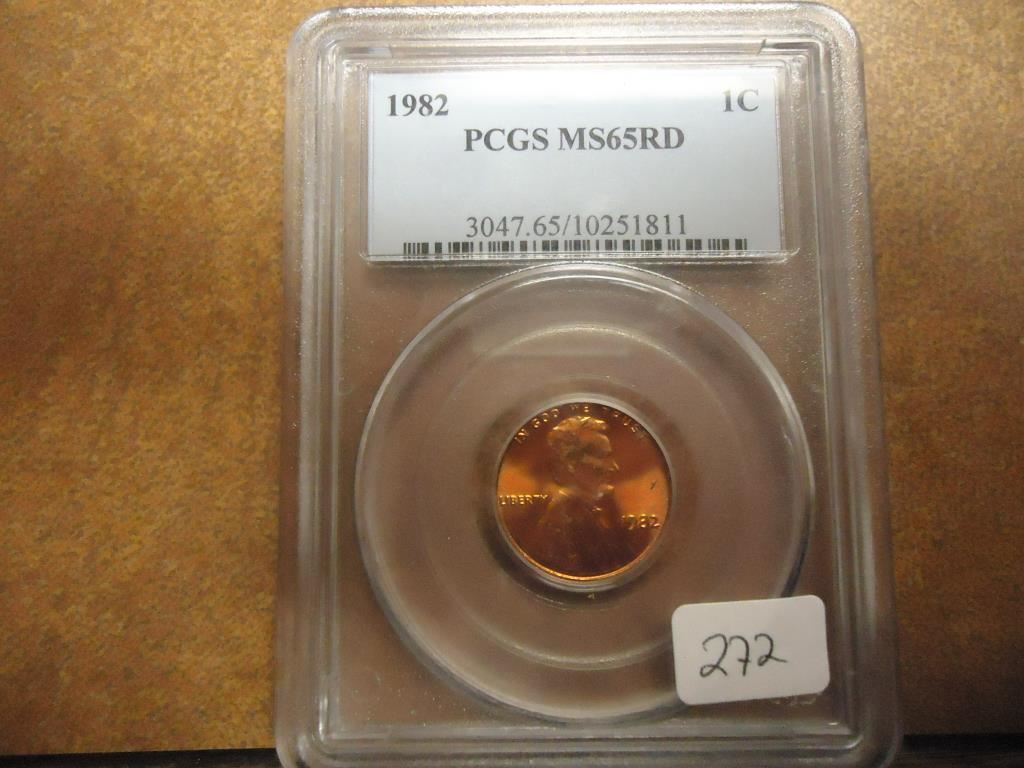 1982 1C
PCGS MS65RD
3047.65/10251811
IN GOD WE TRUST
LIBERTY
1982
272